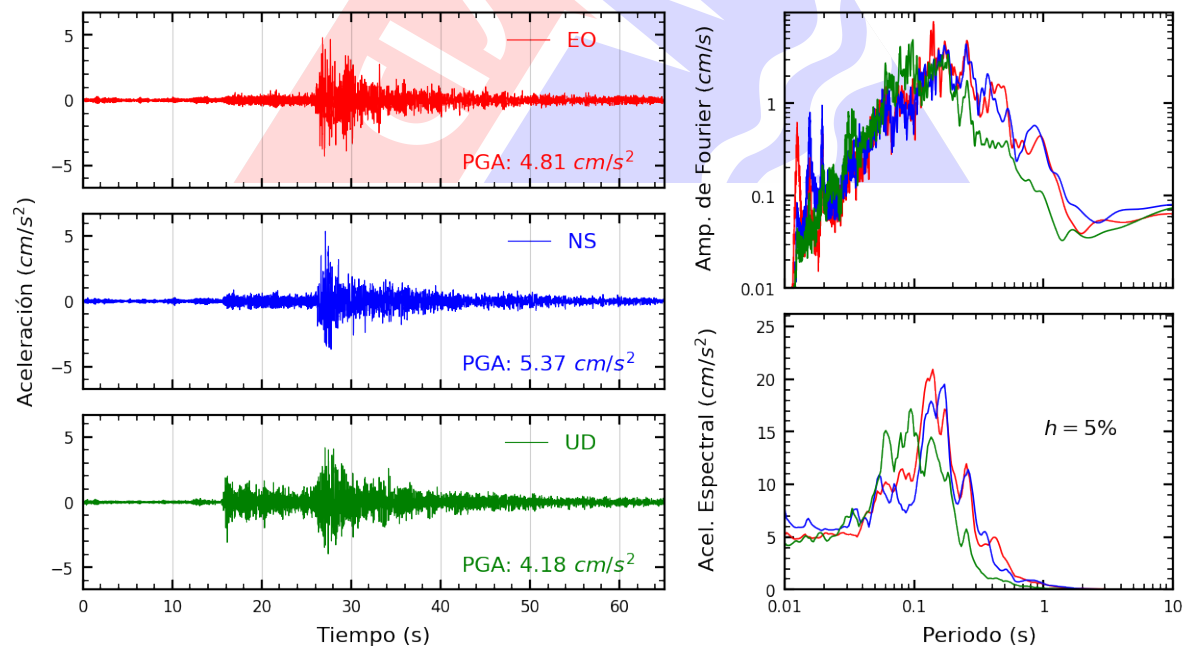 Aceleración (cm/s²)
5
0
−5
EO
PGA: 4.81 cm/s²
5
0
−5
NS
PGA: 5.37 cm/s²
5
0
−5
UD
PGA: 4.18 cm/s²
0 10 20 30 40 50 60
Tiempo (s)
Amp. de Fourier (cm/s)
1
0.1
0.01
Acel. Espectral (cm/s²)
25
20
15
10
5
0
h = 5%
0.01 0.1 1 10
Periodo (s)